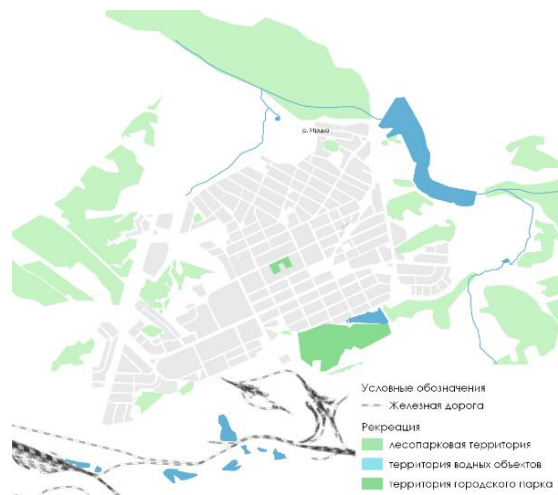 р. Ирша
Условные обозначения
Железная дорога
Рекреация
лесопарковая территория
территория водных объектов
территория городского парка